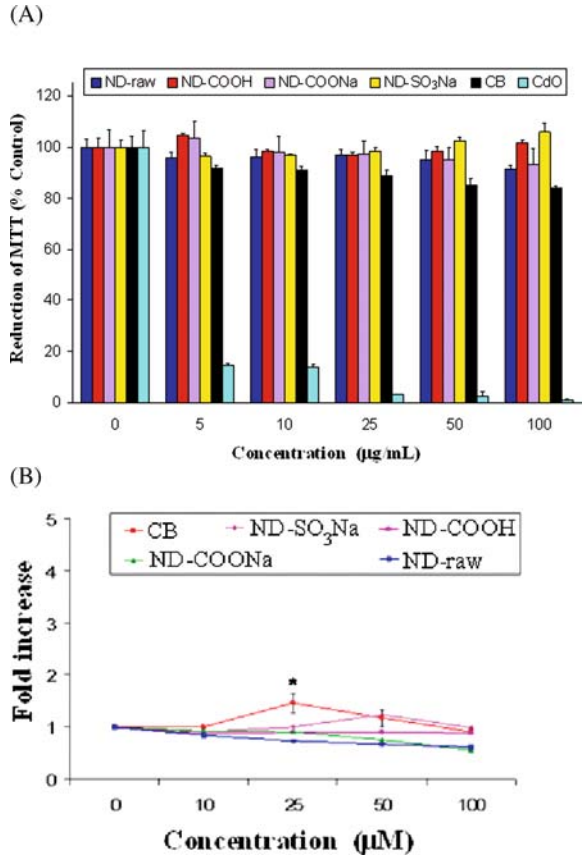 (A)
ND-raw ND-COOH ND-COONa ND-SO₃Na CB CdO
120
100
80
60
40
20
0
Reduction of MTT (% Control)
0 5 10 25 50 100
Concentration (µg/mL)
(B)
CB ND-SO₃Na ND-COOH
ND-COONa ND-raw
5
4
3
2
1
0
Fold increase
*
0 10 25 50 100
Concentration (µM)